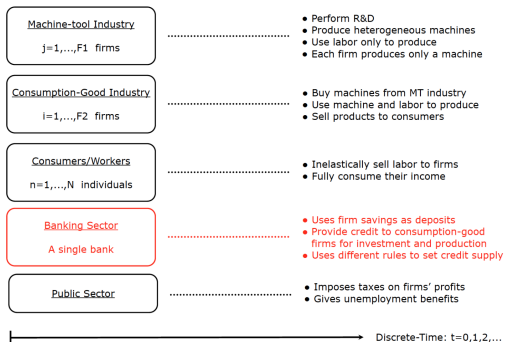 Machine-tool Industry
j=1,...,F1 firms
● Perform R&D
● Produce heterogeneous machines
● Use labor only to produce
● Each firm produces only a machine
Consumption-Good Industry
i=1,...,F2 firms
● Buy machines from MT industry
● Use machine and labor to produce
● Sell products to consumers
Consumers/Workers
n=1,...,N individuals
● Inelastically sell labor to firms
● Fully consume their income
Banking Sector
A single bank
● Uses firm savings as deposits
● Provide credit to consumption-good
firms for investment and production
● Uses different rules to set credit supply
Public Sector
● Imposes taxes on firms' profits
● Gives unemployment benefits
Discrete-Time: t=0,1,2,...